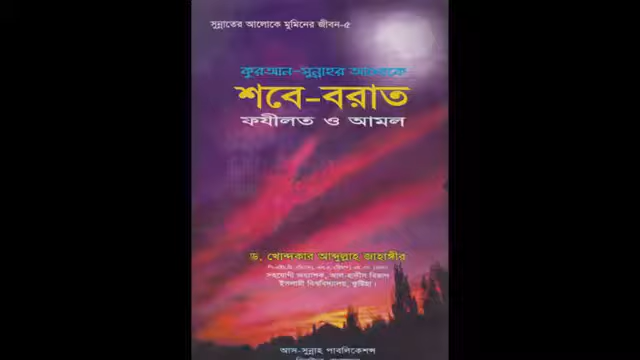 সুন্নাতের আলোকে মুমিনের জীবন-৫
কুরআন-সুন্নাহর আলোকে
শবে-বরাত
ফযীলত ও আমল
ড. খোন্দকার আব্দুল্লাহ জাহাঙ্গীর
সহযোগী অধ্যাপক, আল-হাদীস বিভাগ
ইসলামী বিশ্ববিদ্যালয়, কুষ্টিয়া।
আস-সুন্নাহ পাবলিকেশন্স